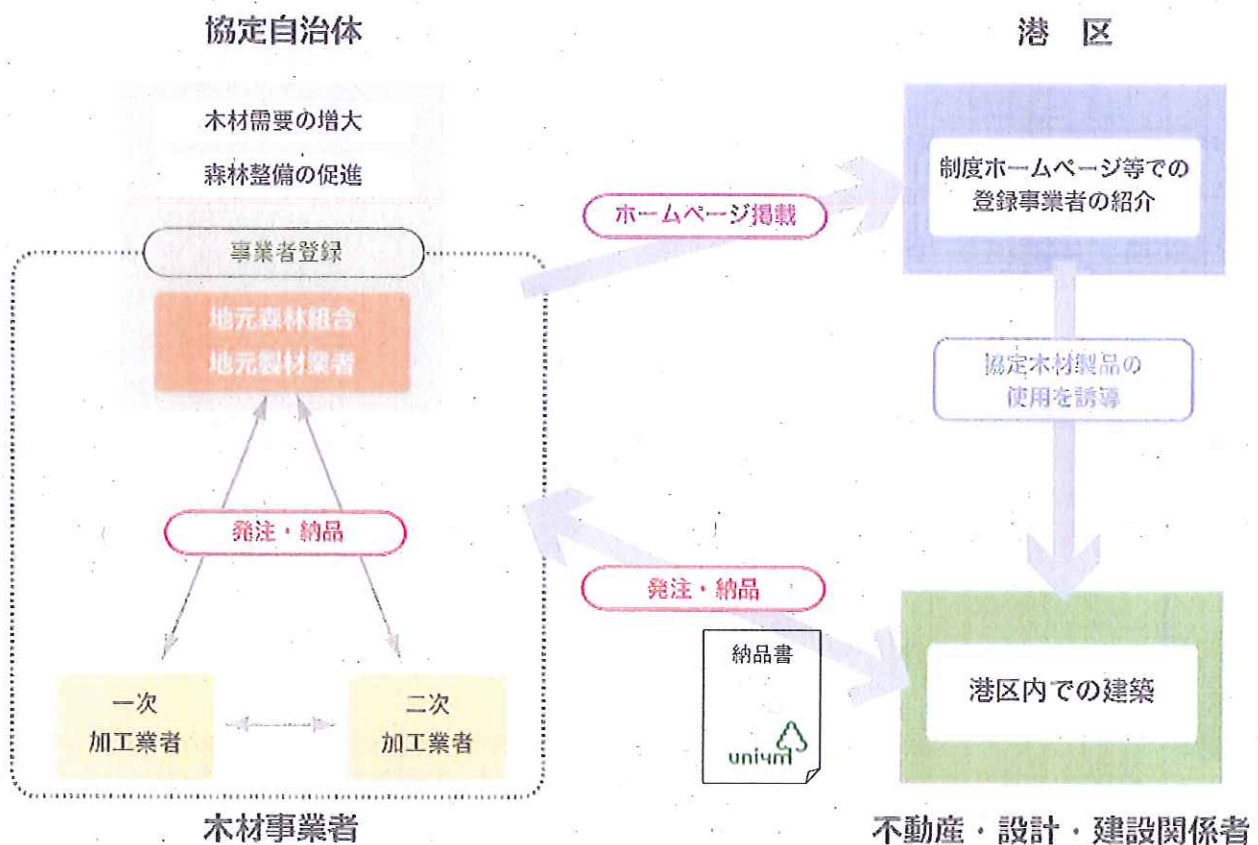 協定自治体
木材需要の増大
森林整備の促進
事業者登録
地元森林組合
地元製材業者
発注・納品
一次
加工業者
二次
加工業者
木材事業者
ホームページ掲載
発注・納品
納品書
uni4m
港 区
制度ホームページ等での
登録事業者の紹介
協定木材製品の
使用を誘導
港区内での建築
不動産・設計・建設関係者